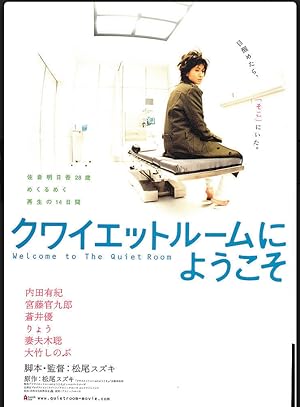 目醒めたら、
「そこ」にいた。
佐倉明日香28歳
めくるめく
再生の14日間
クワイエットルームに
Welcome to The Quiet Room
ようこそ
内田有紀
宮藤官九郎
蒼井優
りょう
妻夫木聡
大竹しのぶ
脚本・監督：松尾スズキ
原作：松尾スズキ
www.quietroom-movie.com